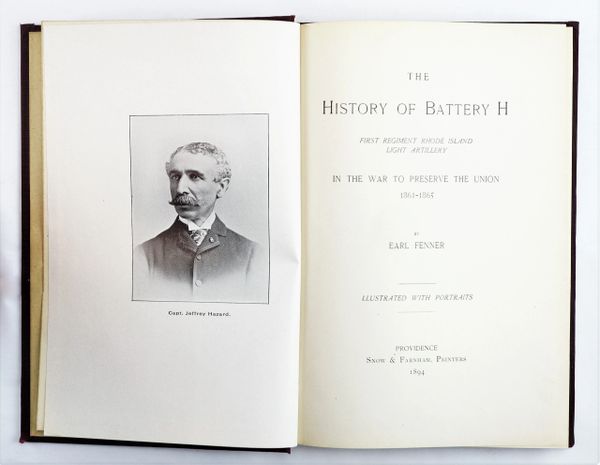 Capt. Jeffrey Hazard.
THE
HISTORY OF BATTERY H
FIRST REGIMENT RHODE ISLAND
LIGHT ARTILLERY
IN THE WAR TO PRESERVE THE UNION
1861-1865
BY
EARL FENNER
ILLUSTRATED WITH PORTRAITS
PROVIDENCE
SNOW & FARNHAM, PRINTERS
1894